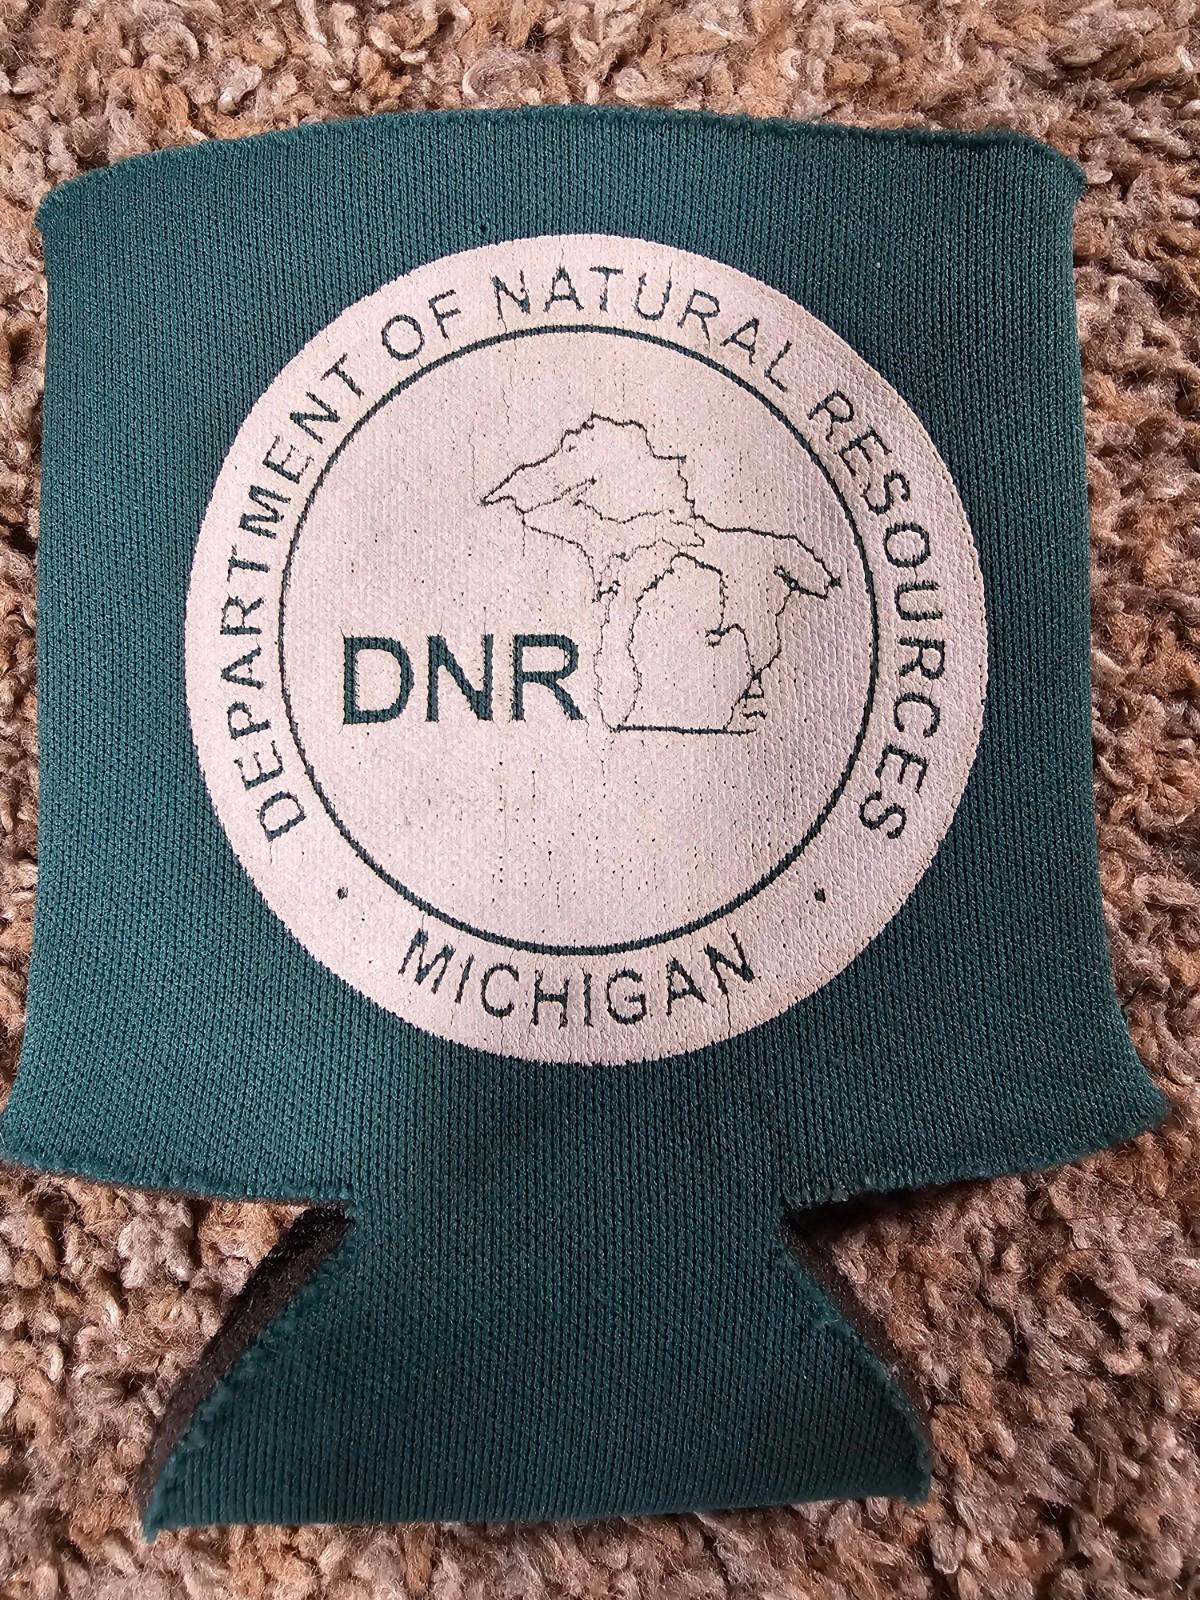 DEPARTMENT OF NATURAL RESOURCES
DNR
• MICHIGAN •